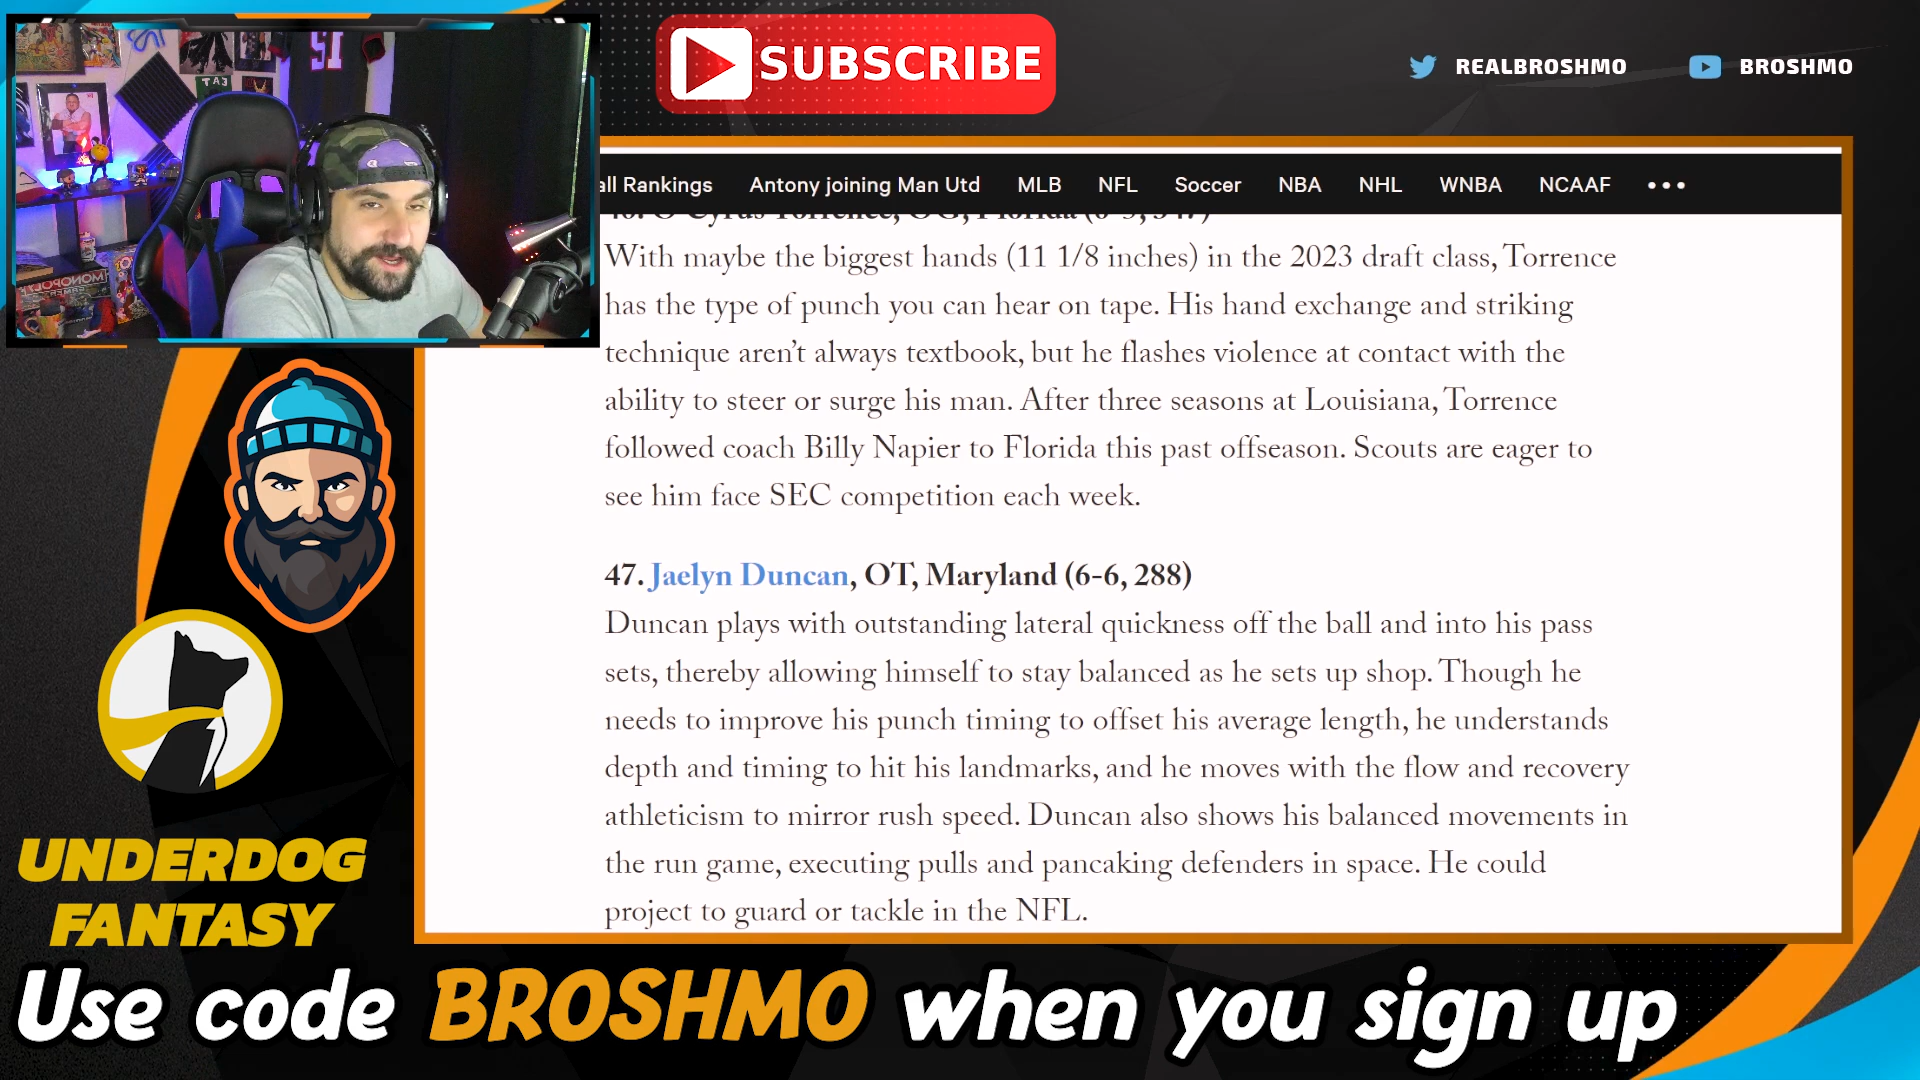 SUBSCRIBE
REALBROSHMO
BROSHMO
all Rankings Antony joining Man Utd MLB NFL Soccer NBA NHL WNBA NCAAF
With maybe the biggest hands (11 1/8 inches) in the 2023 draft class, Torrence
has the type of punch you can hear on tape. His hand exchange and striking
technique aren’t always textbook, but he flashes violence at contact with the
ability to steer or surge his man. After three seasons at Louisiana, Torrence
followed coach Billy Napier to Florida this past offseason. Scouts are eager to
see him face SEC competition each week.
47. Jaelyn Duncan, OT, Maryland (6-6, 288)
Duncan plays with outstanding lateral quickness off the ball and into his pass
sets, thereby allowing himself to stay balanced as he sets up shop. Though he
needs to improve his punch timing to offset his average length, he understands
depth and timing to hit his landmarks, and he moves with the flow and recovery
athleticism to mirror rush speed. Duncan also shows his balanced movements in
the run game, executing pulls and pancaking defenders in space. He could
project to guard or tackle in the NFL.
UNDERDOG
FANTASY
Use code BROSHMO when you sign up